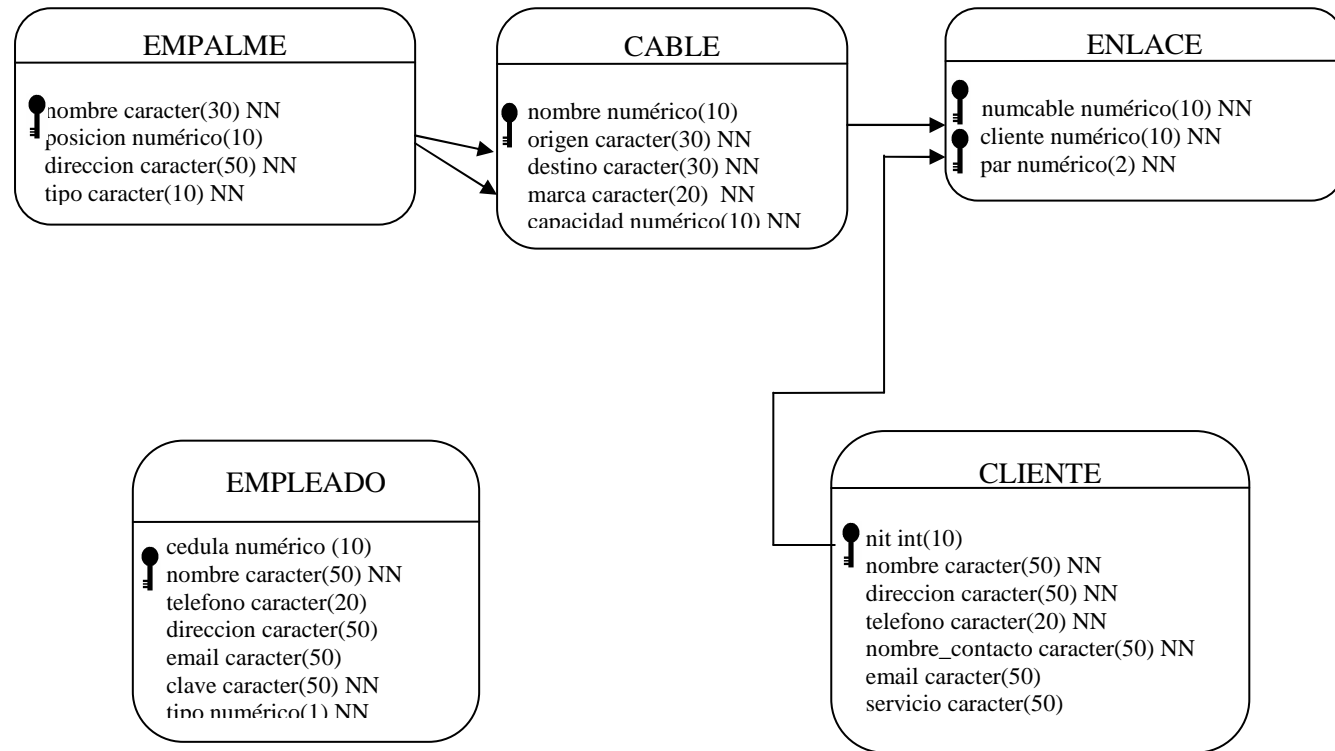 EMPALME
nombre caracter(30) NN
posicion numérico(10)
direccion caracter(50) NN
tipo caracter(10) NN
CABLE
nombre numérico(10)
origen caracter(30) NN
destino caracter(30) NN
marca caracter(20) NN
capacidad numérico(10) NN
ENLACE
numcable numérico(10) NN
cliente numérico(10) NN
par numérico(2) NN
EMPLEADO
cedula numérico (10)
nombre caracter(50) NN
telefono caracter(20)
direccion caracter(50)
email caracter(50)
clave caracter(50) NN
tipo numérico(1) NN
CLIENTE
nit int(10)
nombre caracter(50) NN
direccion caracter(50) NN
telefono caracter(20) NN
nombre_contacto caracter(50) NN
email caracter(50)
servicio caracter(50)